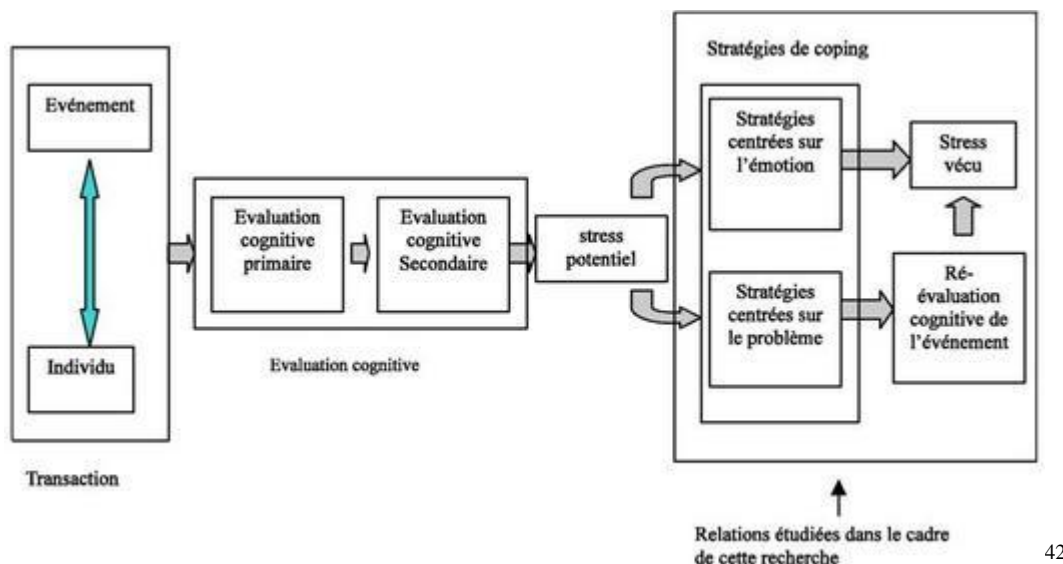 Evénement
Individu
Transaction
Evaluation
cognitive
primaire
Evaluation
cognitive
Secondaire
Evaluation cognitive
stress
potentiel
Stratégies de coping
Stratégies
centrées sur
l'émotion
Stratégies
centrées sur
le problème
Stress
vécu
Ré-
évaluation
cognitive de
l'événement
Relations étudiées dans le cadre
de cette recherche
42